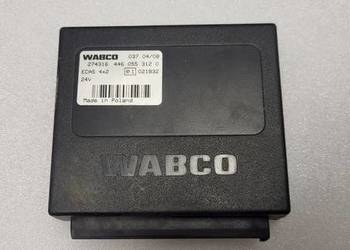 WABCO 037 04/08
274316 446 055 312 0
ECAS 4x2 01 021932
24V
Made in Poland
WABCO